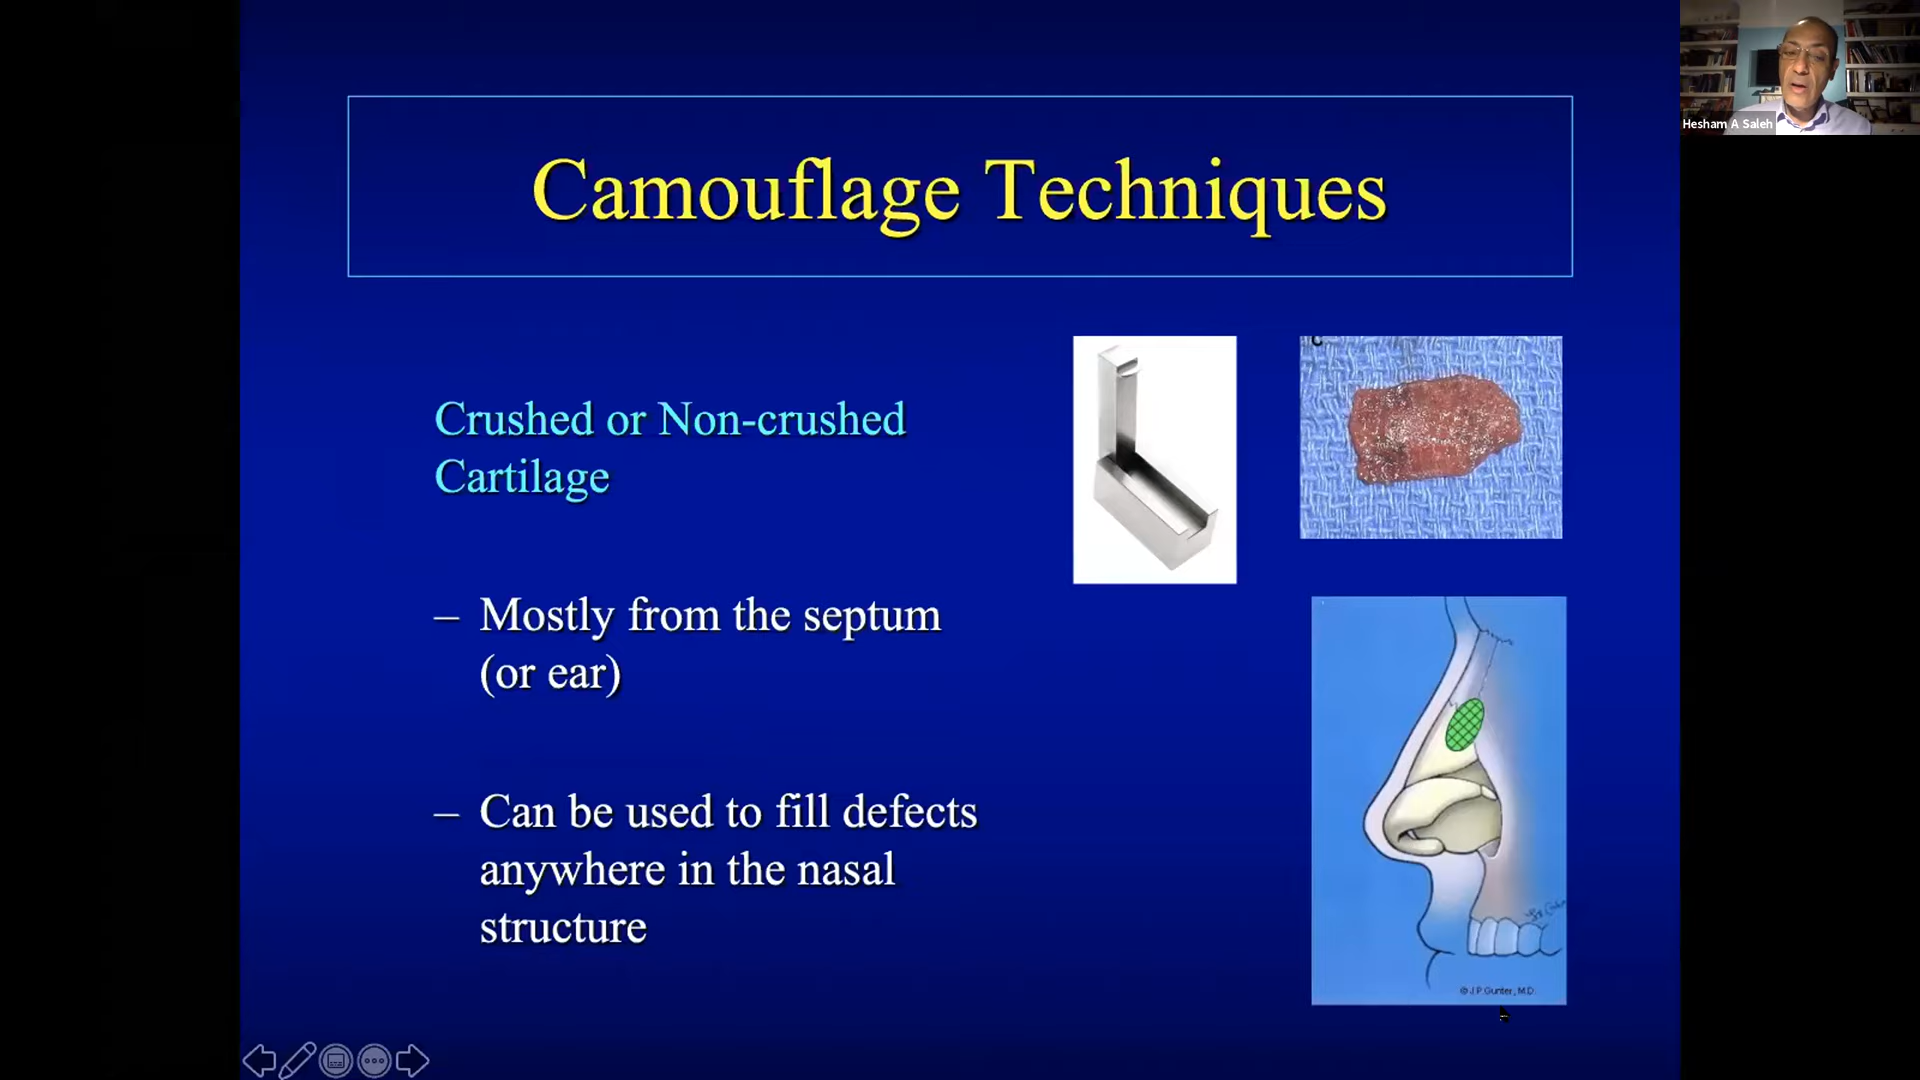 Hesham A Saleh
Camouflage Techniques
Crushed or Non-crushed
Cartilage
– Mostly from the septum
(or ear)
– Can be used to fill defects
anywhere in the nasal
structure
© J.P.Gunter, M.D.